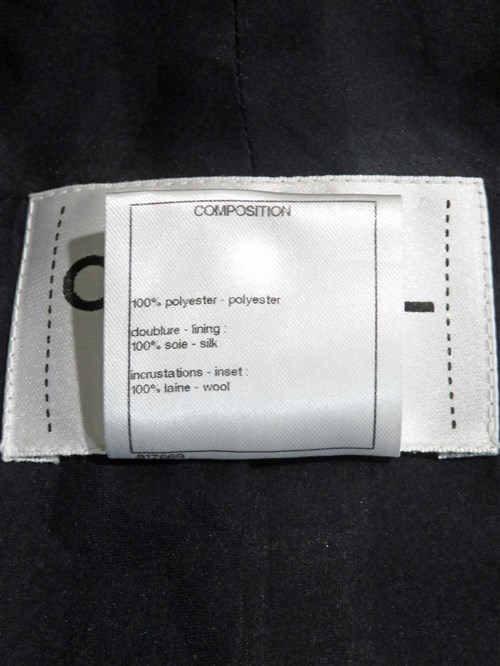 COMPOSITION
100% polyester - polyester
doublure - lining :
100% soie - silk
incrustations - inset :
100% laine - wool